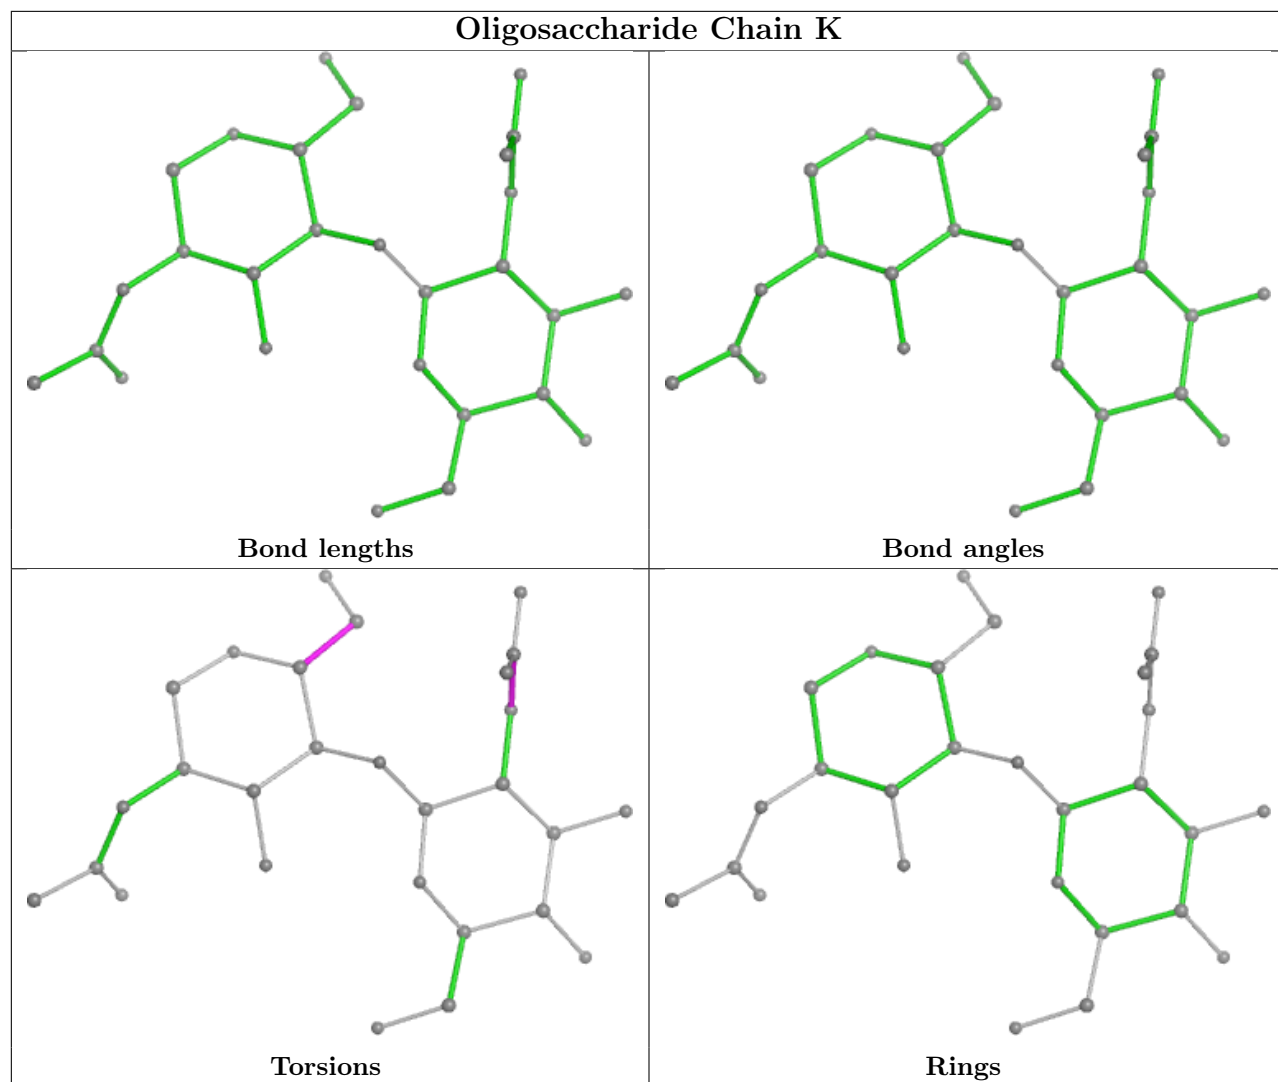 Oligosaccharide Chain K
Bond lengths
Bond angles
Torsions
Rings